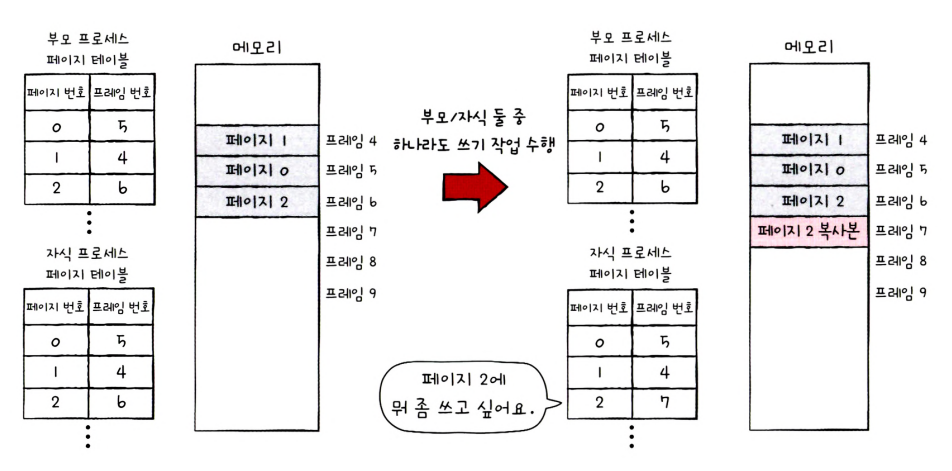 부모 프로세스
페이지 테이블
페이지 번호 프레임 번호
0 5
1 4
2 6
자식 프로세스
페이지 테이블
페이지 번호 프레임 번호
0 5
1 4
2 6
메모리
페이지 1 프레임 4
페이지 0 프레임 5
페이지 2 프레임 6
프레임 7
프레임 8
프레임 9
부모/자식 둘 중
하나라도 쓰기 작업 수행
부모 프로세스
페이지 테이블
페이지 번호 프레임 번호
0 5
1 4
2 6
자식 프로세스
페이지 테이블
페이지 번호 프레임 번호
0 5
1 4
2 7
페이지 2에
뭐 좀 쓰고 싶어요.
메모리
페이지 1 프레임 4
페이지 0 프레임 5
페이지 2 프레임 6
페이지 2 복사본 프레임 7
프레임 8
프레임 9